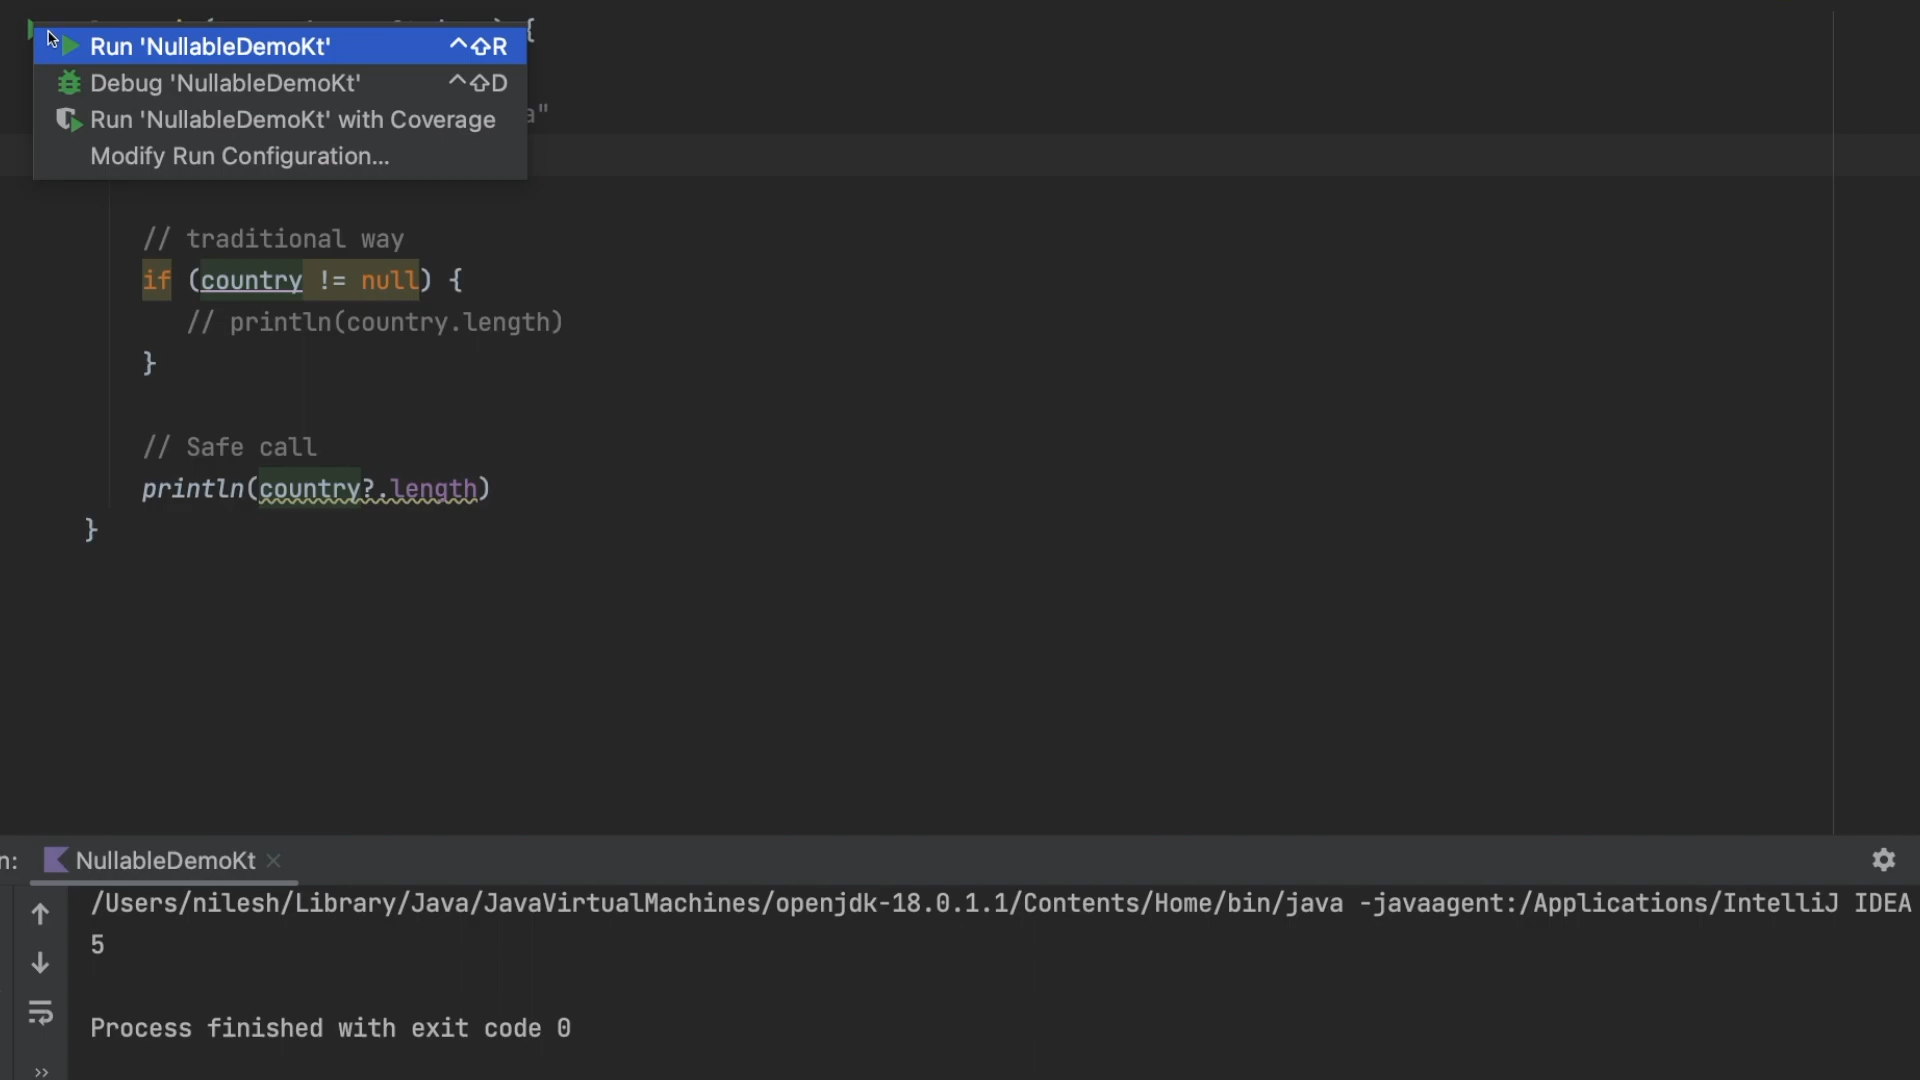 {
Run 'NullableDemoKt' ^⇧R
Debug 'NullableDemoKt' ^⇧D
Run 'NullableDemoKt' with Coverage a"
Modify Run Configuration...
// traditional way
if (country != null) {
// println(country.length)
}
// Safe call
println(country?.length)
}
n: NullableDemoKt ×
/Users/nilesh/Library/Java/JavaVirtualMachines/openjdk-18.0.1.1/Contents/Home/bin/java -javaagent:/Applications/IntelliJ IDEA
5
Process finished with exit code 0